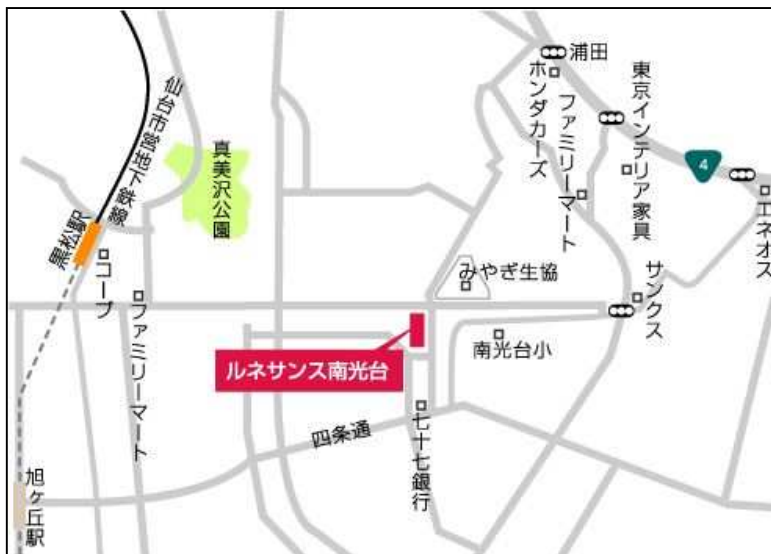 浦田
ホンダカーズ
ファミリーマート
東京インテリア家具
4
エネオス
仙台市営地下鉄線
真美沢公園
黒松駅
コープ
ファミリーマート
みやぎ生協
サンクス
南光台小
ルネサンス南光台
四条通
七十七銀行
旭ヶ丘駅